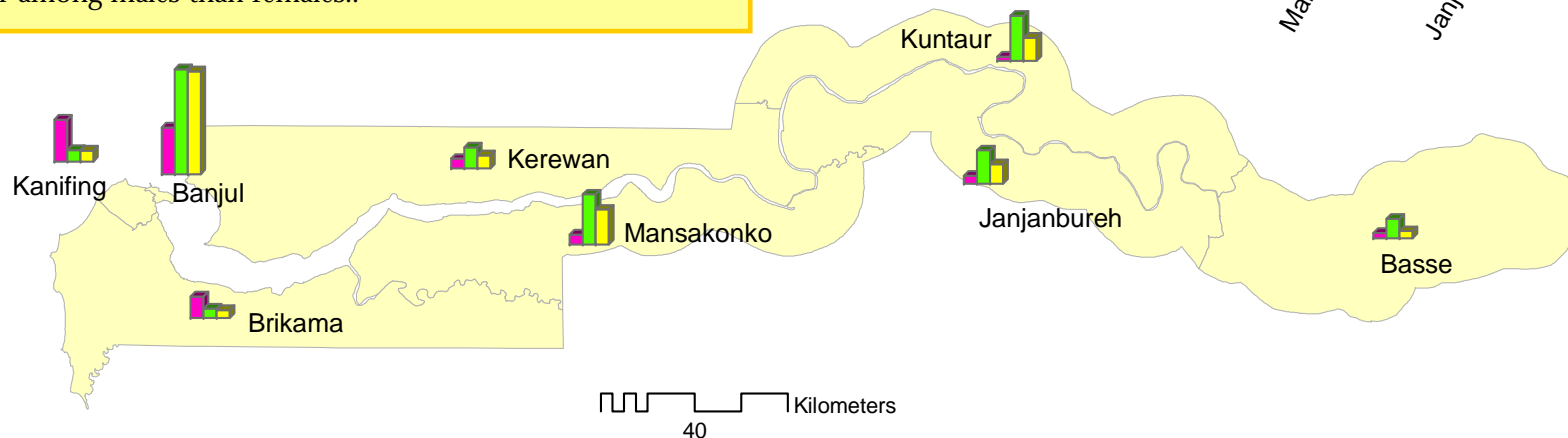 among males than females..
Kuntaur
Kanifing
Banjul
Kerewan
Mansakonko
Janjanbureh
Basse
Brikama
Kilometers
40